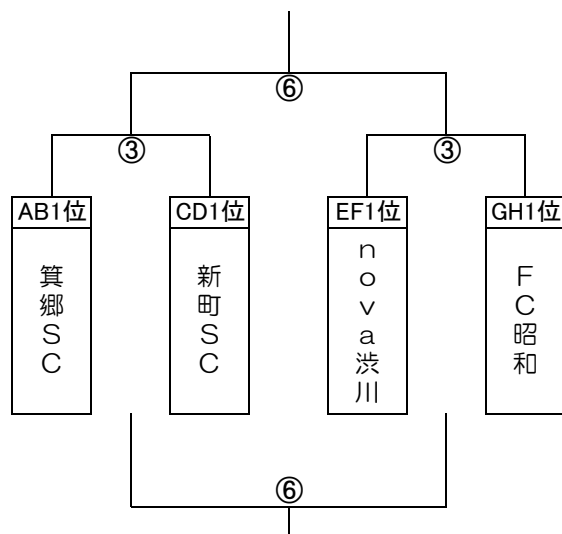 ⑥
③
③
AB1位
CD1位
EF1位
GH1位
箕郷SC
新町SC
nova渋川
FC昭和
⑥